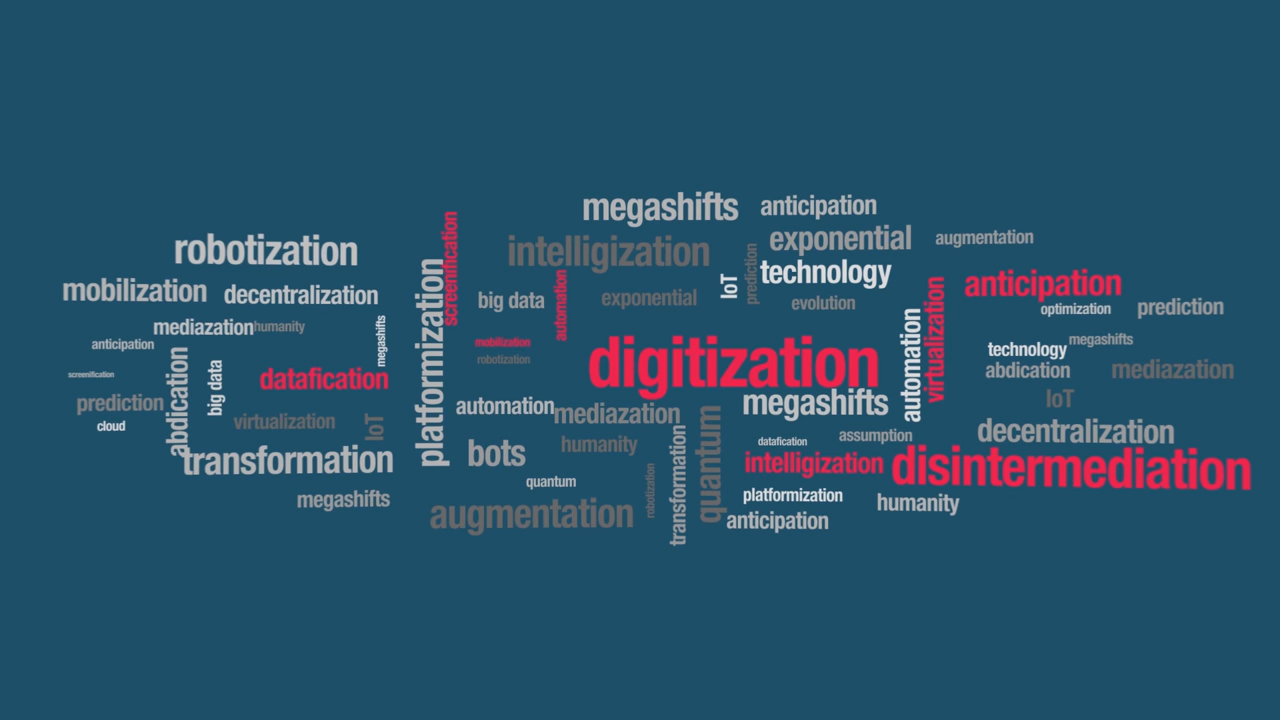 megashifts
anticipation
robotization
intelligization
exponential
augmentation
screenification
platformization
mobilization
decentralization
big data
automation
exponential
IoT
prediction
technology
evolution
anticipation
optimization
prediction
mediazation
humanity
megashifts
anticipation
mobilization
robotization
digitization
automation
virtualization
technology
megashifts
abdication
mediazation
screenification
abdication
big data
datafication
prediction
cloud
virtualization
IoT
automation
mediazation
megashifts
IoT
transformation
bots
humanity
quantum
datafication
assumption
decentralization
megashifts
quantum
robotization
transformation
intelligization
disintermediation
augmentation
platformization
humanity
anticipation